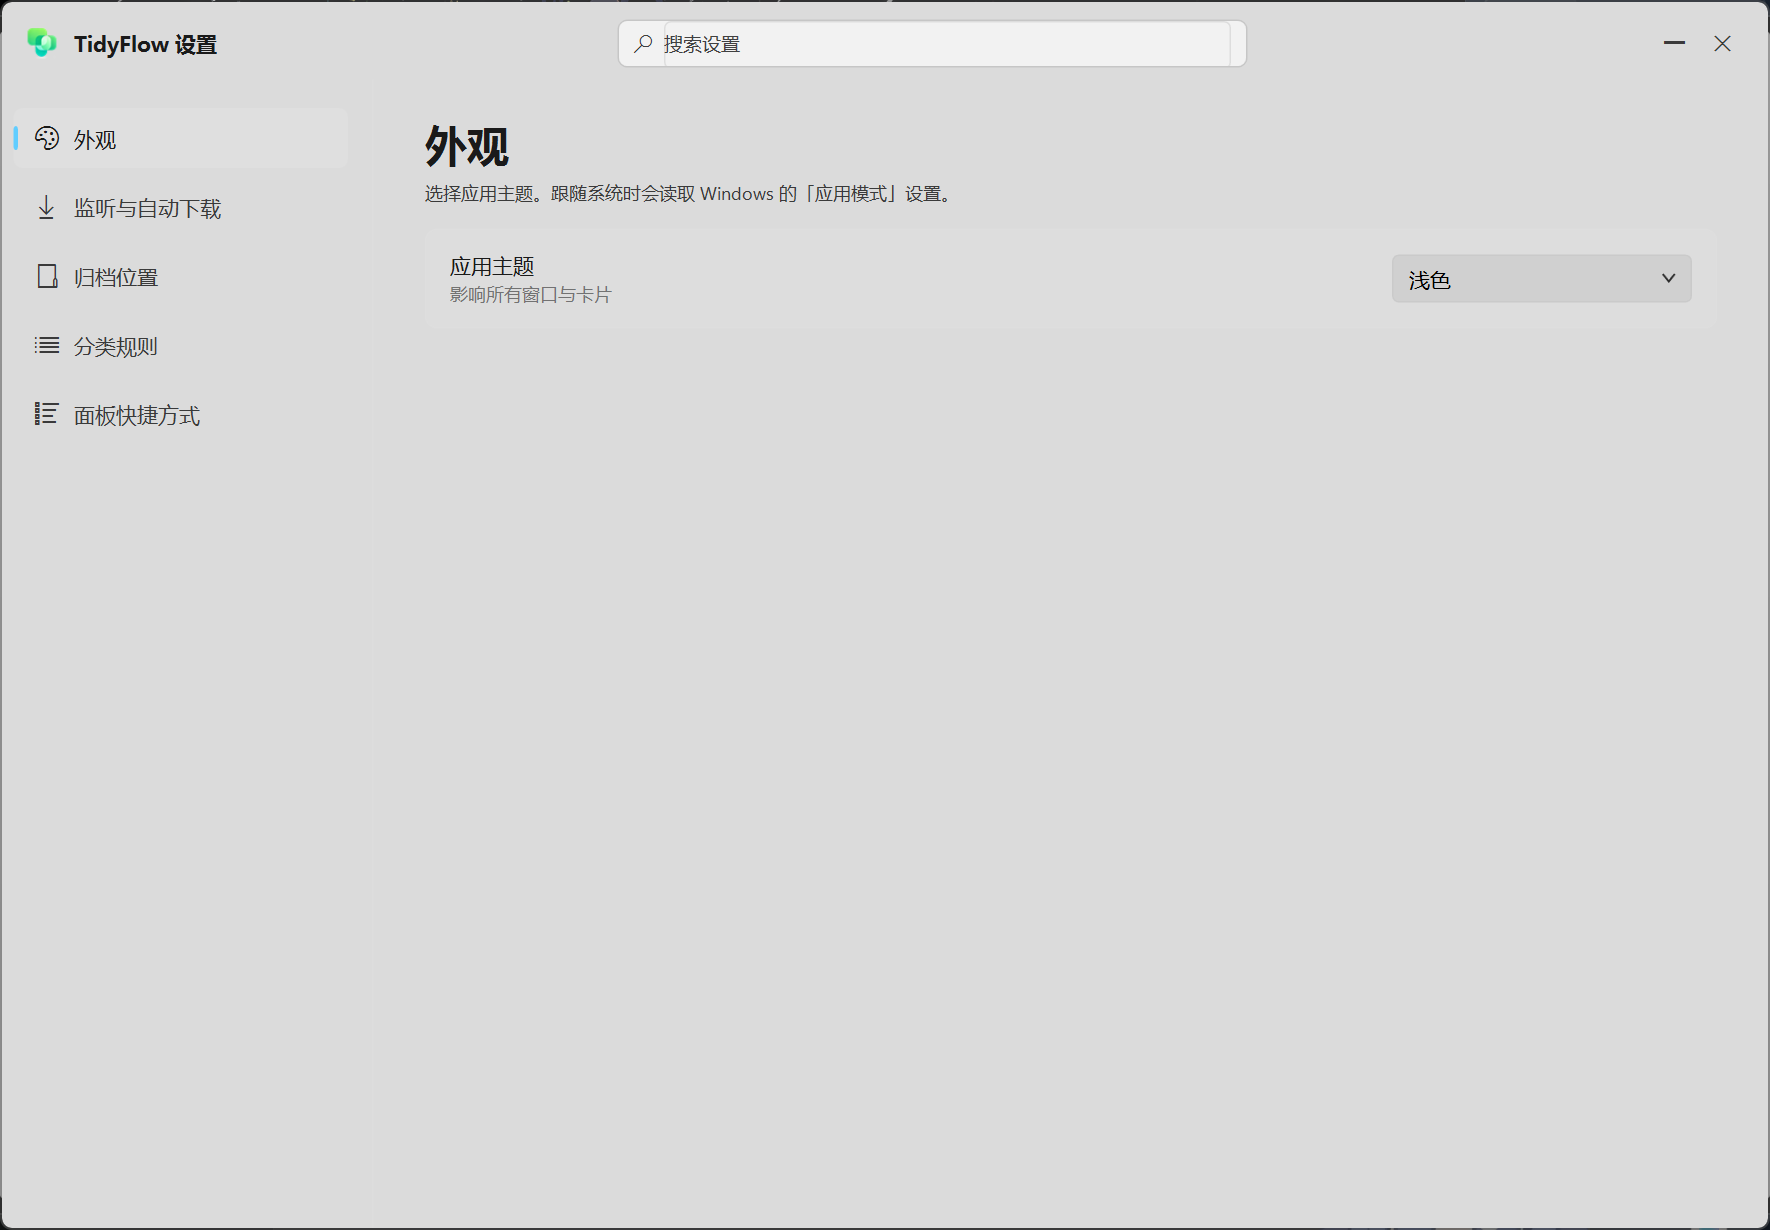 TidyFlow 设置
搜索设置
外观
监听与自动下载
归档位置
分类规则
面板快捷方式
外观
选择应用主题。跟随系统时会读取 Windows 的「应用模式」设置。
应用主题
影响所有窗口与卡片
浅色